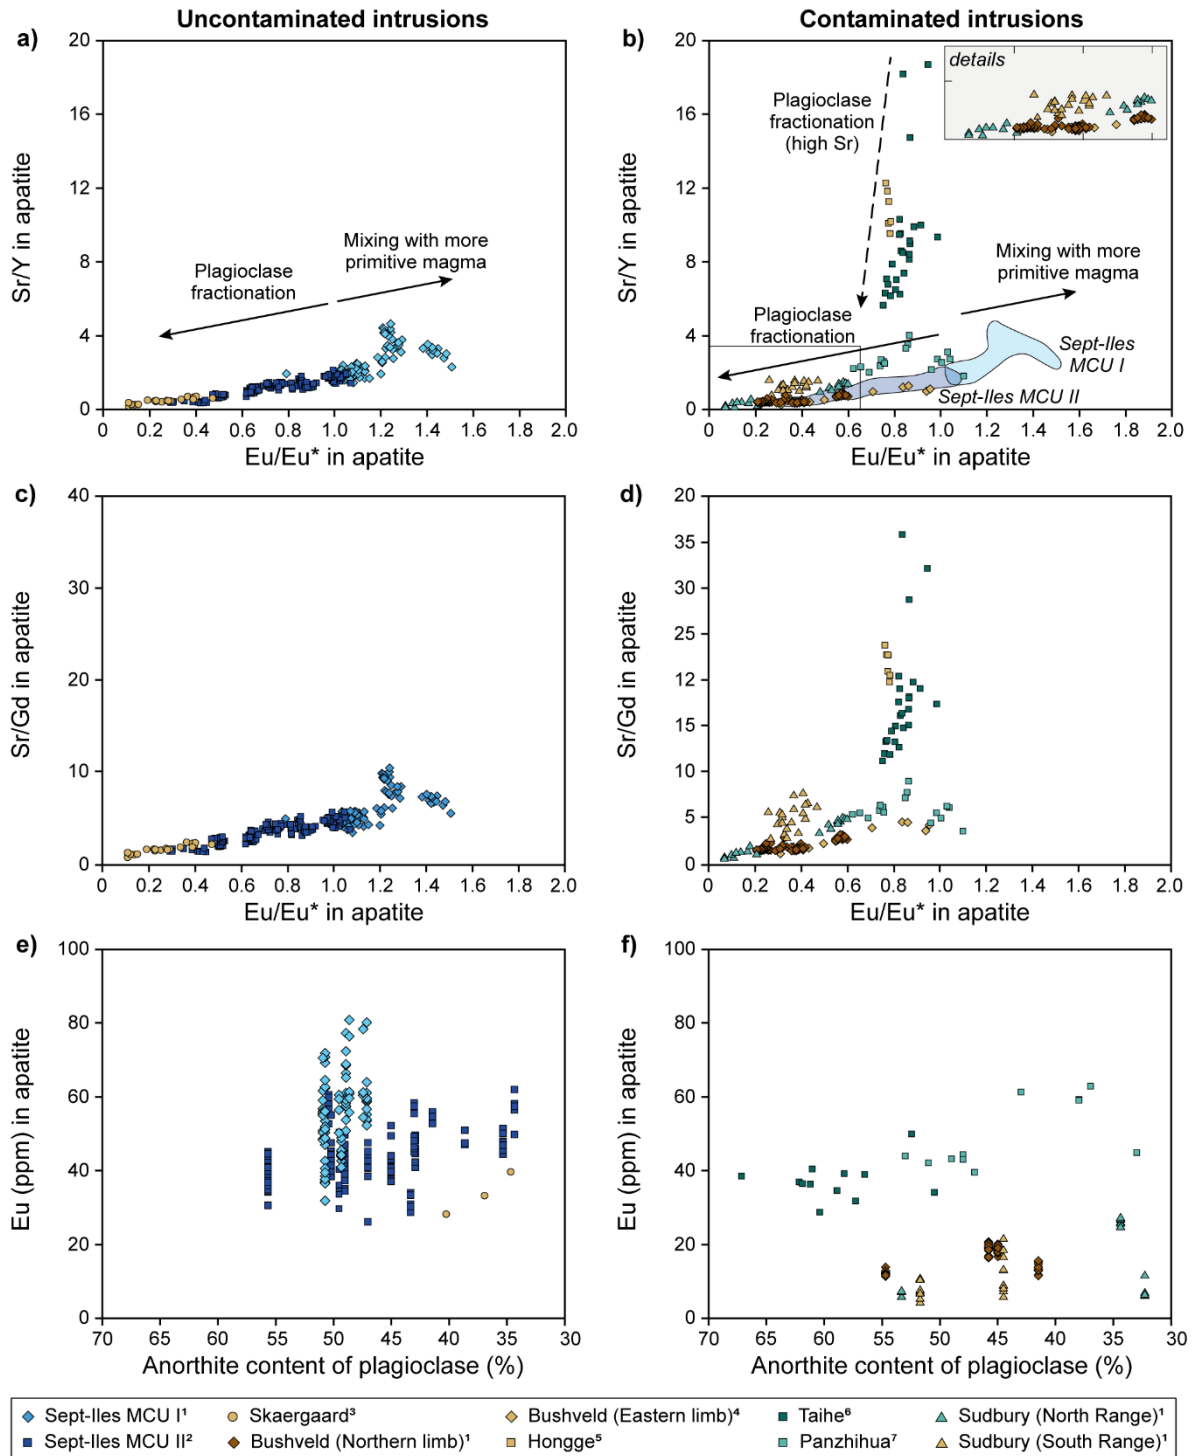 Uncontaminated intrusions
Contaminated intrusions
a)
20
16
12
8
4
0
Sr/Y in apatite
Plagioclase
fractionation
Mixing with more
primitive magma
0 0.2 0.4 0.6 0.8 1.0 1.2 1.4 1.6 1.8 2.0
Eu/Eu* in apatite
b)
20
16
12
8
4
0
Sr/Y in apatite
details
Plagioclase
fractionation
(high Sr)
Mixing with more
primitive magma
Plagioclase
fractionation
Sept-Iles
MCU I
Sept-Iles MCU II
0 0.2 0.4 0.6 0.8 1.0 1.2 1.4 1.6 1.8 2.0
Eu/Eu* in apatite
c)
40
30
20
10
0
Sr/Gd in apatite
0 0.2 0.4 0.6 0.8 1.0 1.2 1.4 1.6 1.8 2.0
Eu/Eu* in apatite
d)
20
35
30
25
12
15
10
5
0
Sr/Gd in apatite
0 0.2 0.4 0.6 0.8 1.0 1.2 1.4 1.6 1.8 2.0
Eu/Eu* in apatite
e)
100
80
60
40
20
0
Eu (ppm) in apatite
70 65 60 55 50 45 40 35 30
Anorthite content of plagioclase (%)
f)
100
80
60
40
20
0
Eu (ppm) in apatite
70 65 60 55 50 45 40 35 30
Anorthite content of plagioclase (%)
Sept-Iles MCU I¹ Skaergaard³ Bushveld (Eastern limb)⁴ Taihe⁶ Sudbury (North Range)¹
Sept-Iles MCU II² Bushveld (Northern limb)¹ Hongge⁵ Panzhihua⁷ Sudbury (South Range)¹